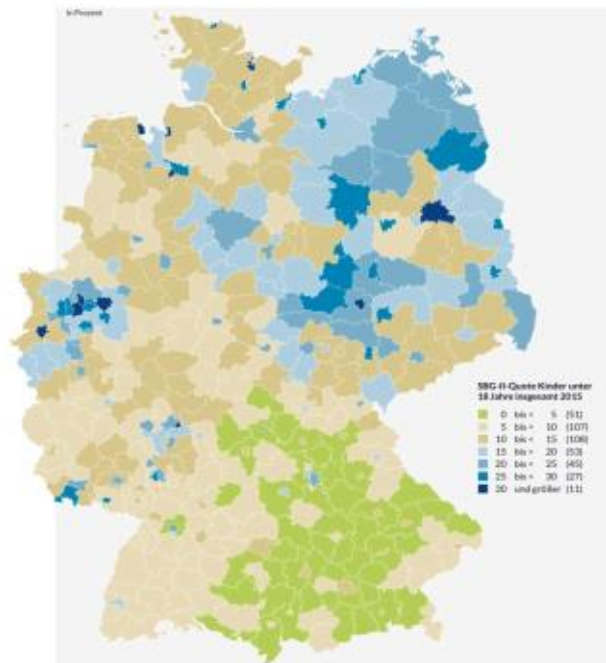 In Prozent
SBG-II-Quote Kinder unter
18 Jahre insgesamt 2015
0 bis < 5 (51)
5 bis < 10 (107)
10 bis < 15 (108)
15 bis < 20 (53)
20 bis < 25 (45)
25 bis < 30 (27)
30 und größer (11)